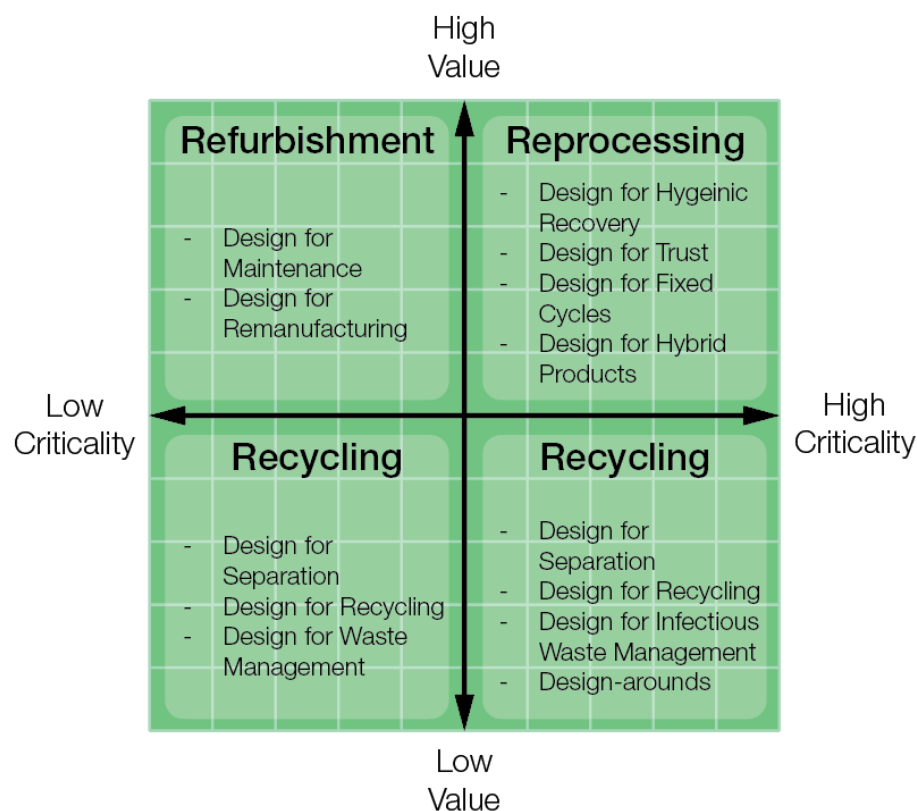 High
Value
Refurbishment
- Design for
Maintenance
- Design for
Remanufacturing
Reprocessing
- Design for Hygeinic
Recovery
- Design for Trust
- Design for Fixed
Cycles
- Design for Hybrid
Products
Low
Criticality
High
Criticality
Recycling
- Design for
Separation
- Design for Recycling
- Design for Waste
Management
Recycling
- Design for
Separation
- Design for Recycling
- Design for Infectious
Waste Management
- Design-arounds
Low
Value